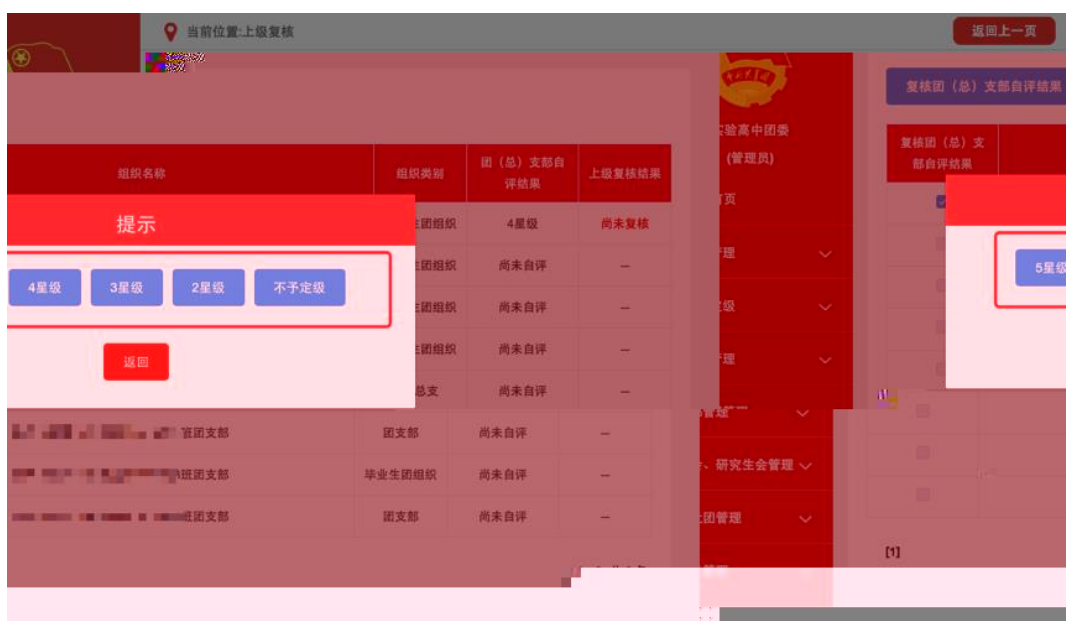 当前位置:上级复核
返回上一页
复核团（总）支部自评结果
实验高中团委
(管理员)
复核团（总）支
部自评结果
组织名称
组织类别
团（总）支部自
评结果
上级复核结果
提示
4星级
3星级
2星级
不予定级
返回
5星级
团组织
4星级
尚未复核
团组织
尚未自评
—
团组织
尚未自评
—
团组织
尚未自评
—
总支
尚未自评
—
班团支部
团支部
尚未自评
—
班团支部
毕业生团组织
尚未自评
—
班团支部
团支部
尚未自评
—
页
管理
级
管理
管理
、研究生会管理
团管理
[1]